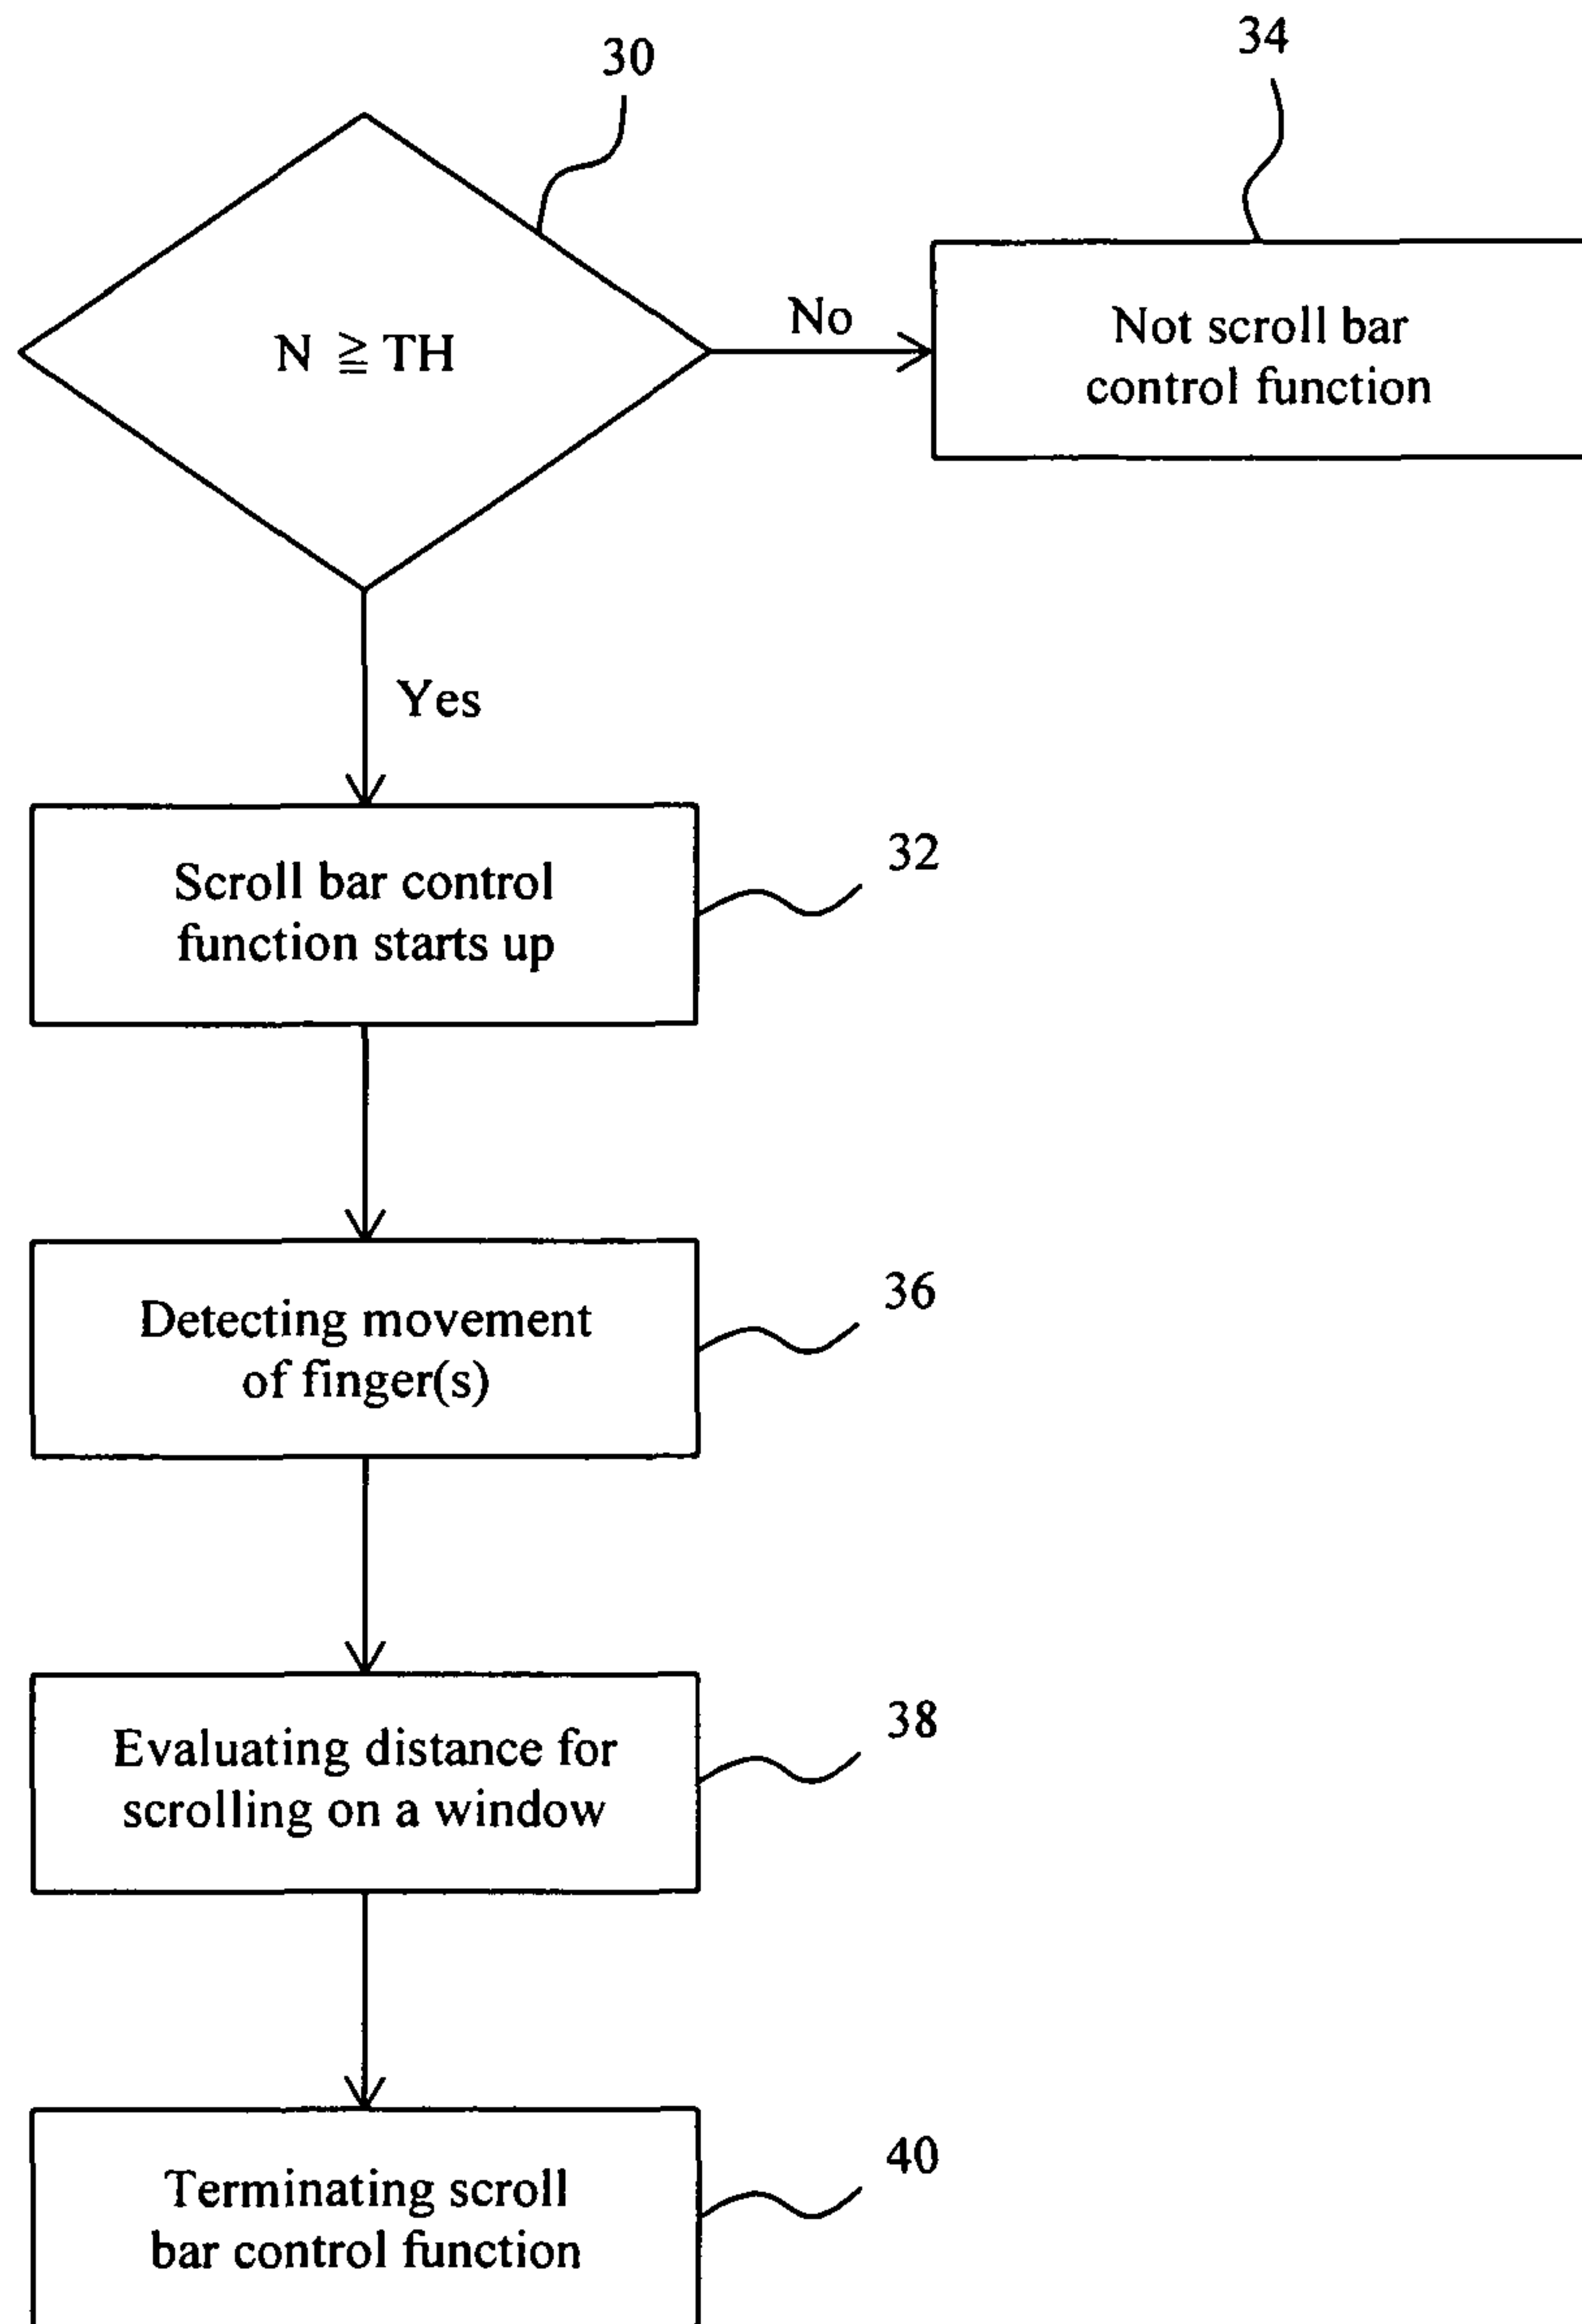 30
34
N ≧ TH
No
Not scroll bar
control function
Yes
Scroll bar control
function starts up
32
Detecting movement
of finger(s)
36
Evaluating distance for
scrolling on a window
38
Terminating scroll
bar control function
40